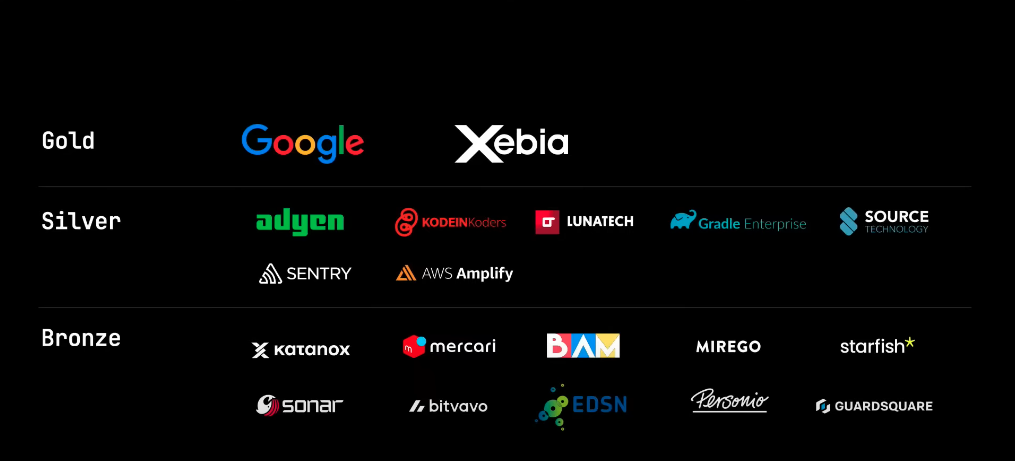 Gold
Google
Xebia
Silver
adyen
KODEINKoders
LUNATECH
Gradle Enterprise
SOURCE
TECHNOLOGY
SENTRY
AWS Amplify
Bronze
KATANOX
mercari
BAM
MIREGO
starfish*
sonar
bitvavo
EDSN
Personio
GUARDSQUARE